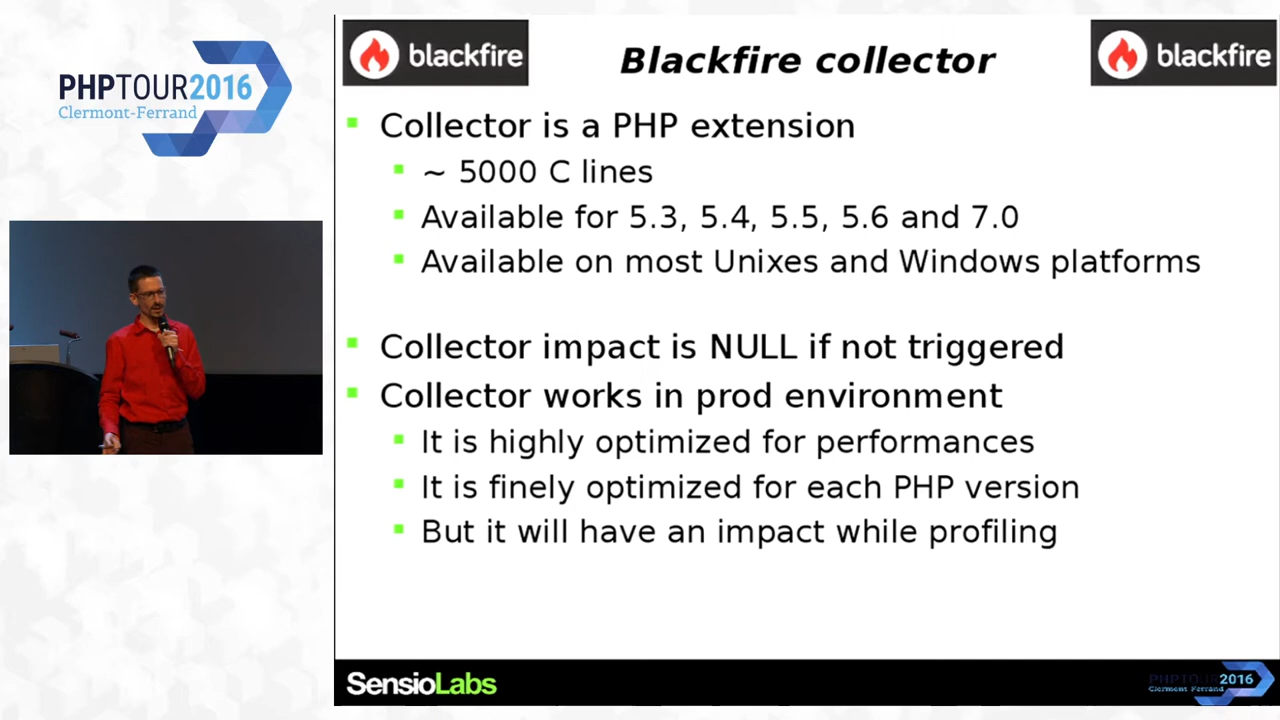 PHPTOUR2016
Clermont-Ferrand
blackfire
Blackfire collector
blackfire
Collector is a PHP extension
~ 5000 C lines
Available for 5.3, 5.4, 5.5, 5.6 and 7.0
Available on most Unixes and Windows platforms
Collector impact is NULL if not triggered
Collector works in prod environment
It is highly optimized for performances
It is finely optimized for each PHP version
But it will have an impact while profiling
SensioLabs
PHPTOUR2016
Clermont Ferrand